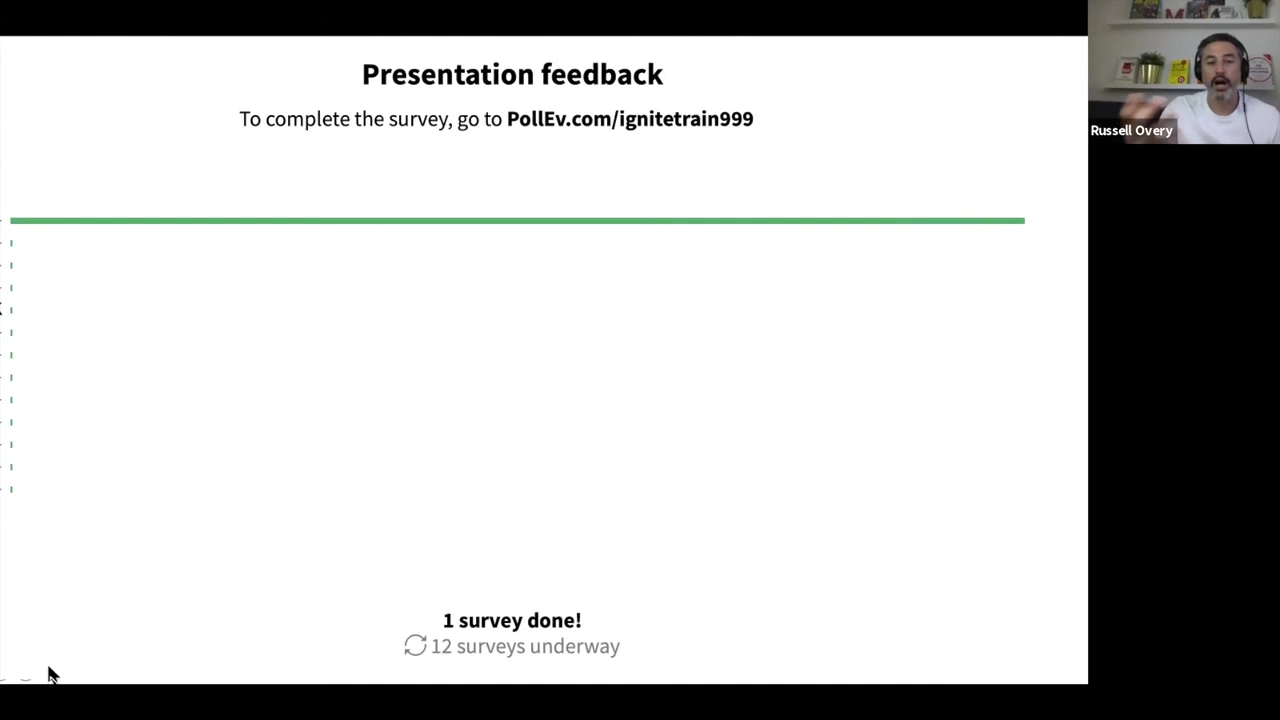 Presentation feedback
To complete the survey, go to PollEv.com/ignitetrain999
Russell Overy
1 survey done!
12 surveys underway